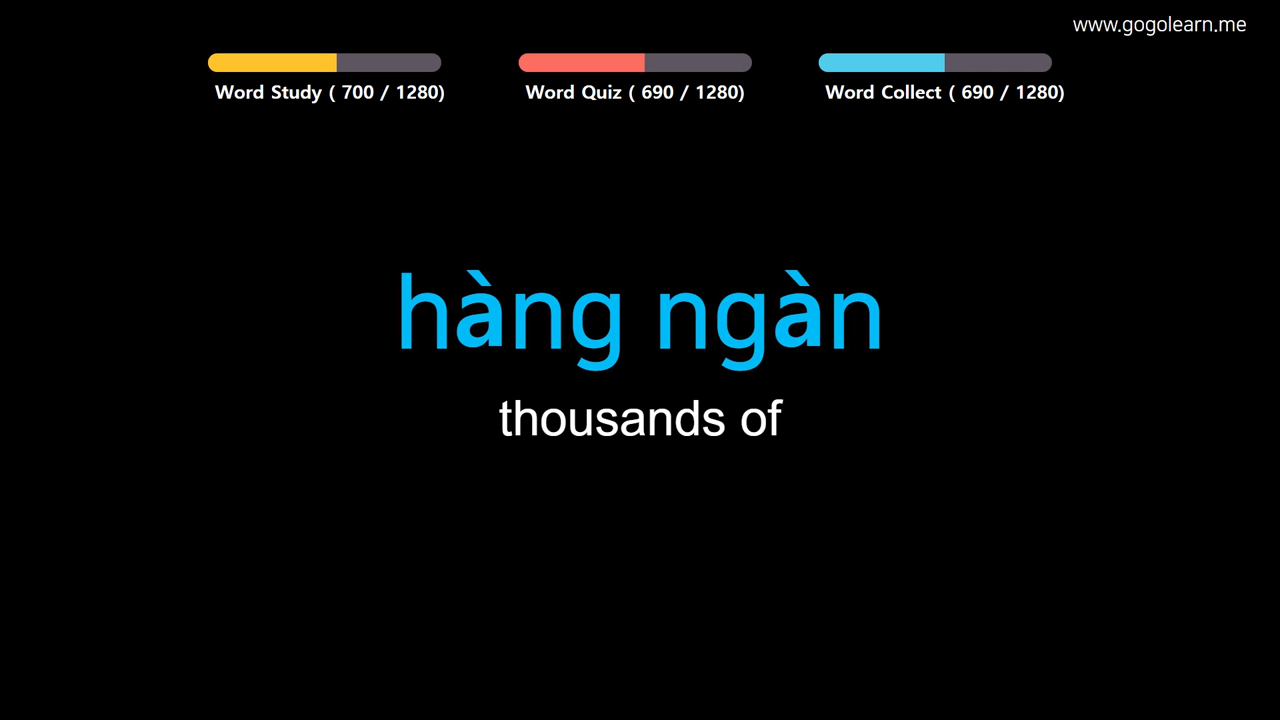 www.gogolearn.me
Word Study ( 700 / 1280)
Word Quiz ( 690 / 1280)
Word Collect ( 690 / 1280)
hàng ngàn
thousands of